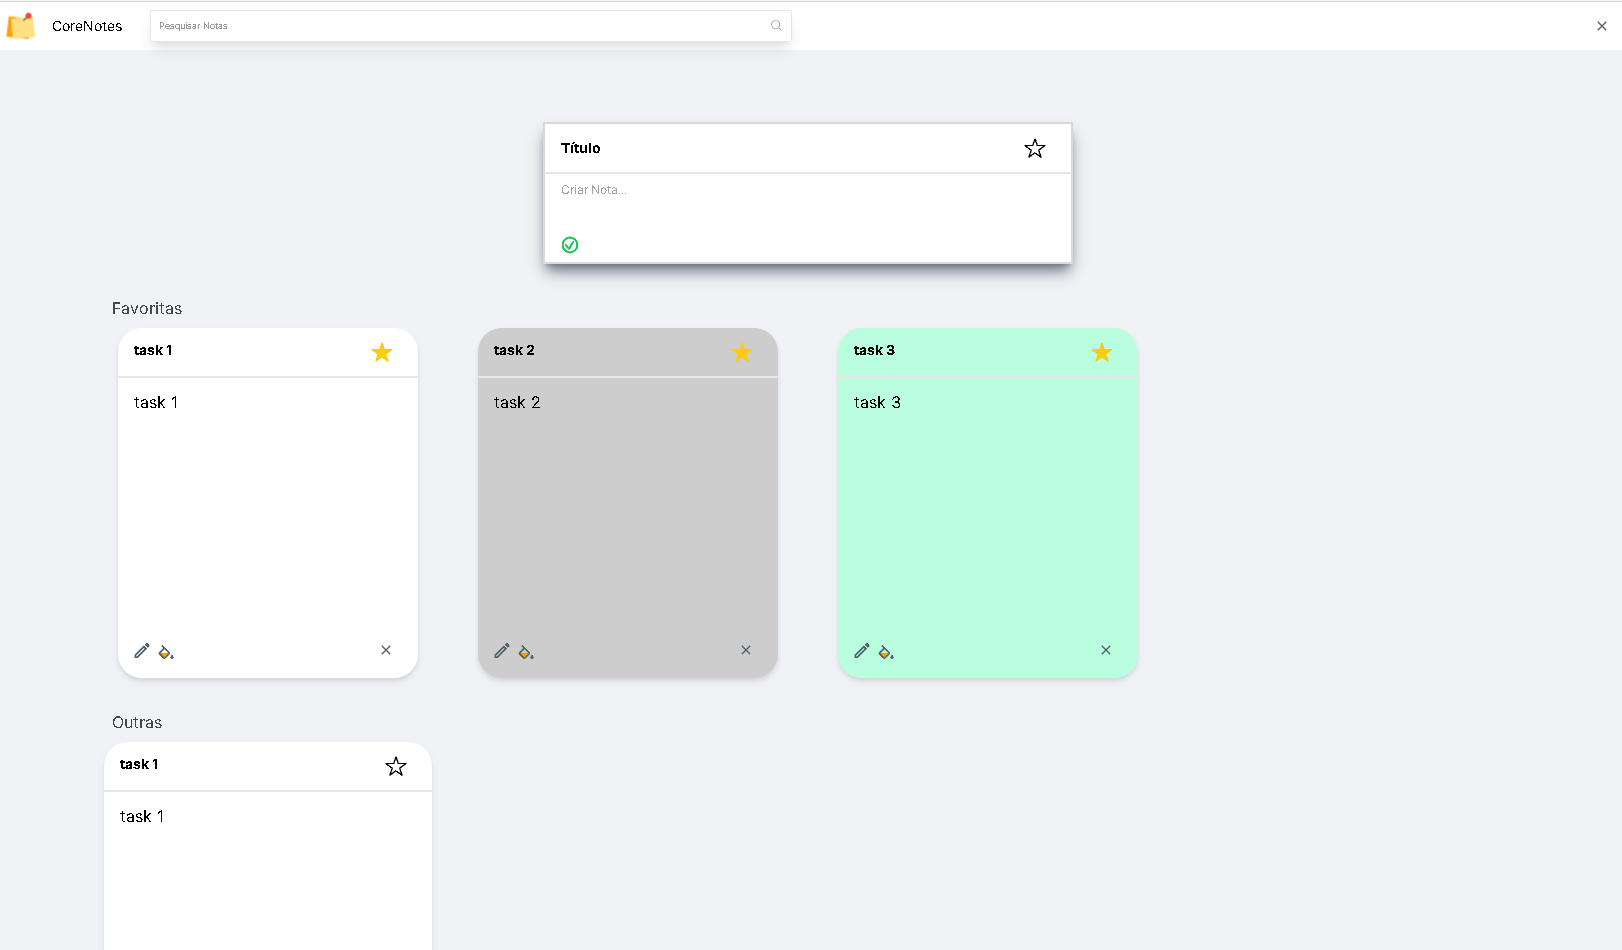 CoreNotes
Pesquisar Notas
Título
Criar Nota...
Favoritas
task 1
task 1
task 2
task 2
task 3
task 3
Outras
task 1
task 1